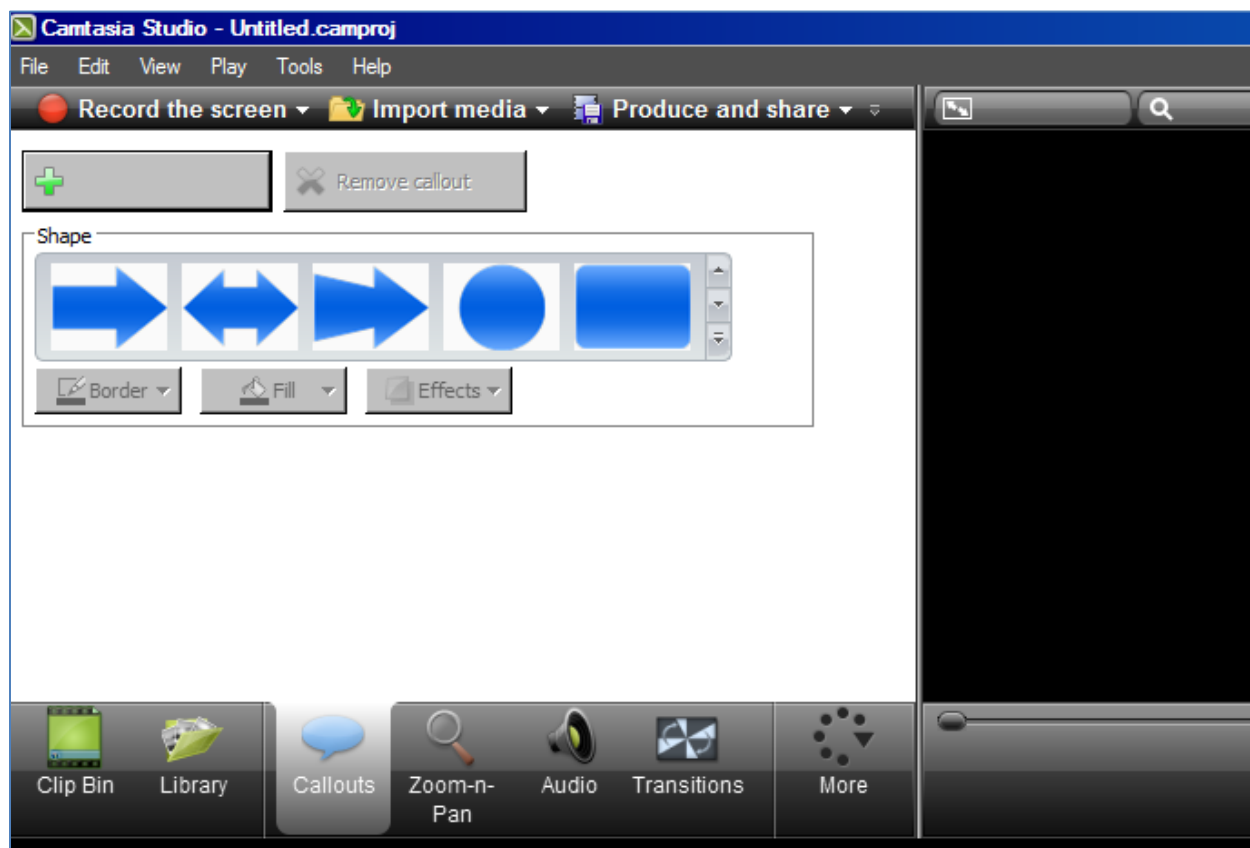 Camtasia Studio - Untitled.camproj
File Edit View Play Tools Help
Record the screen Import media Produce and share
Remove callout
Shape
Border Fill Effects
Clip Bin Library Callouts Zoom-n-Pan Audio Transitions More